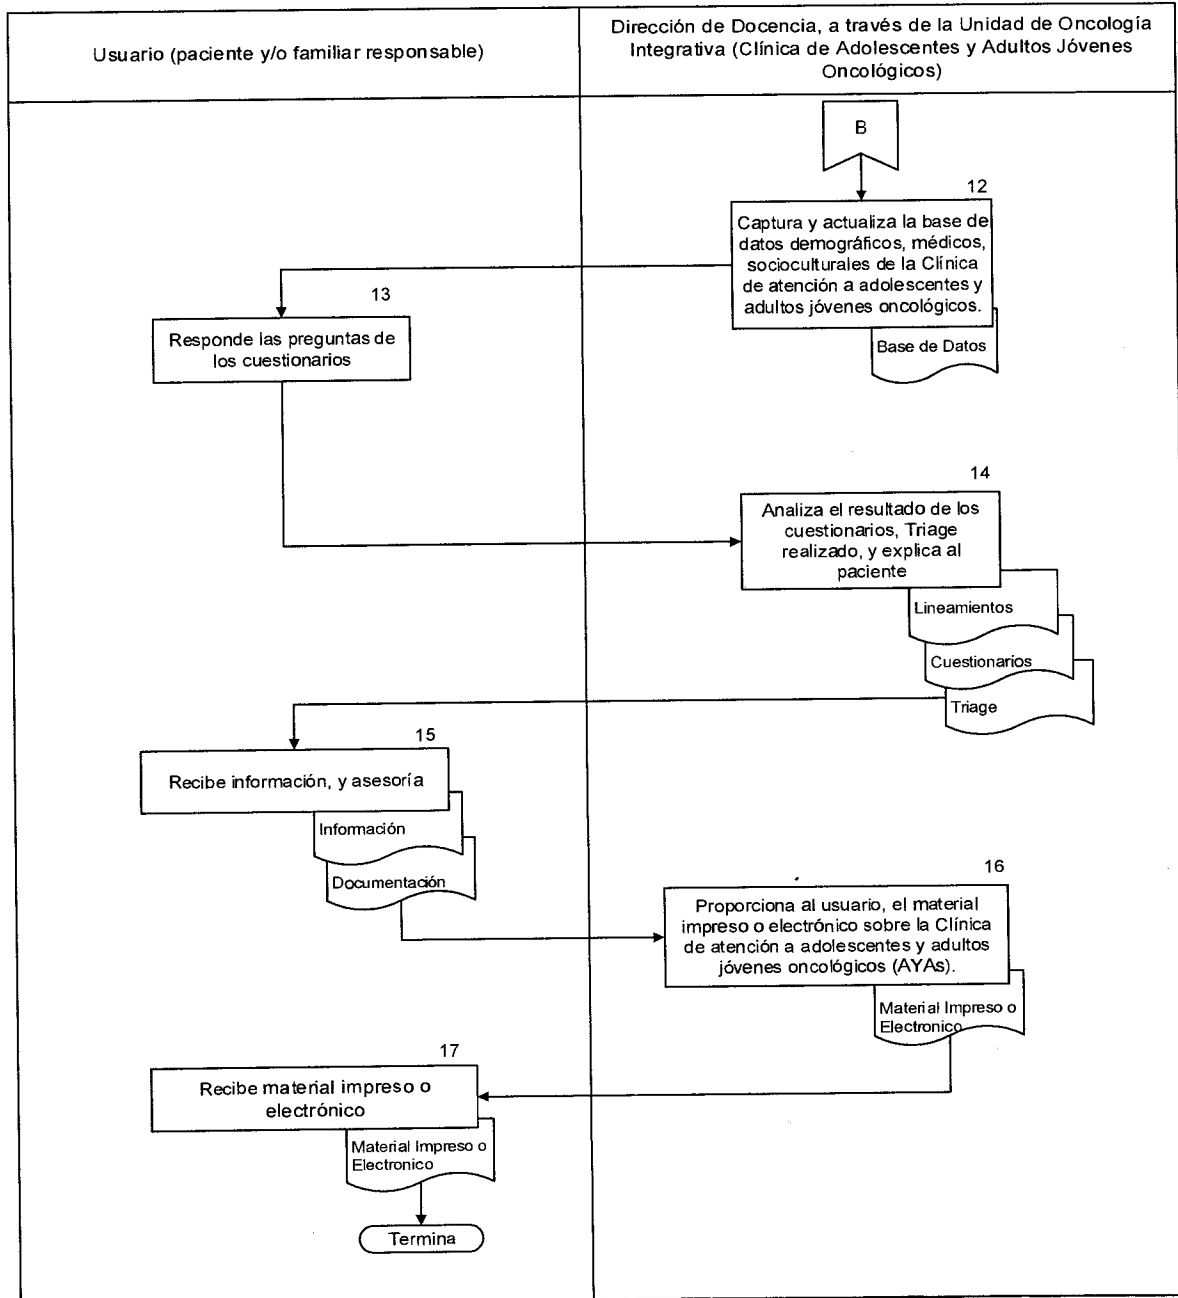 Usuario (paciente y/o familiar responsable)
Dirección de Docencia, a través de la Unidad de Oncología
Integrativa (Clínica de Adolescentes y Adultos Jóvenes
Oncológicos)
B
12
Captura y actualiza la base de
datos demográficos, médicos,
socioculturales de la Clínica
de atención a adolescentes y
adultos jóvenes oncológicos.
Base de Datos
13
Responde las preguntas de
los cuestionarios
14
Analiza el resultado de los
cuestionarios, Triage
realizado, y explica al
paciente
Lineamientos
Cuestionarios
Triage
15
Recibe información, y asesoría
Información
Documentación
16
Proporciona al usuario, el material
impreso o electrónico sobre la Clínica
de atención a adolescentes y adultos
jóvenes oncológicos (AYAs).
Material Impreso o
Electronico
17
Recibe material impreso o
electrónico
Material Impreso o
Electronico
Termina